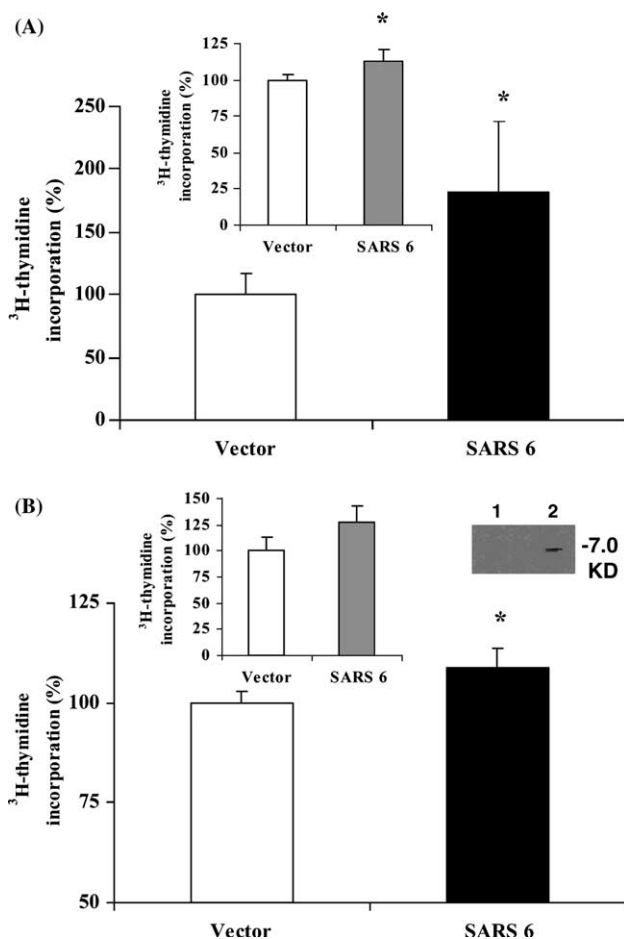 (A)
*
125
100
75
50
25
0
³H-thymidine
incorporation (%)
Vector
SARS 6
*
250
200
150
100
50
0
³H-thymidine
incorporation (%)
Vector
SARS 6
(B)
150
125
100
75
50
25
0
³H-thymidine
incorporation (%)
Vector
SARS 6
1 2
-7.0
KD
*
125
100
75
50
³H-thymidine
incorporation (%)
Vector
SARS 6